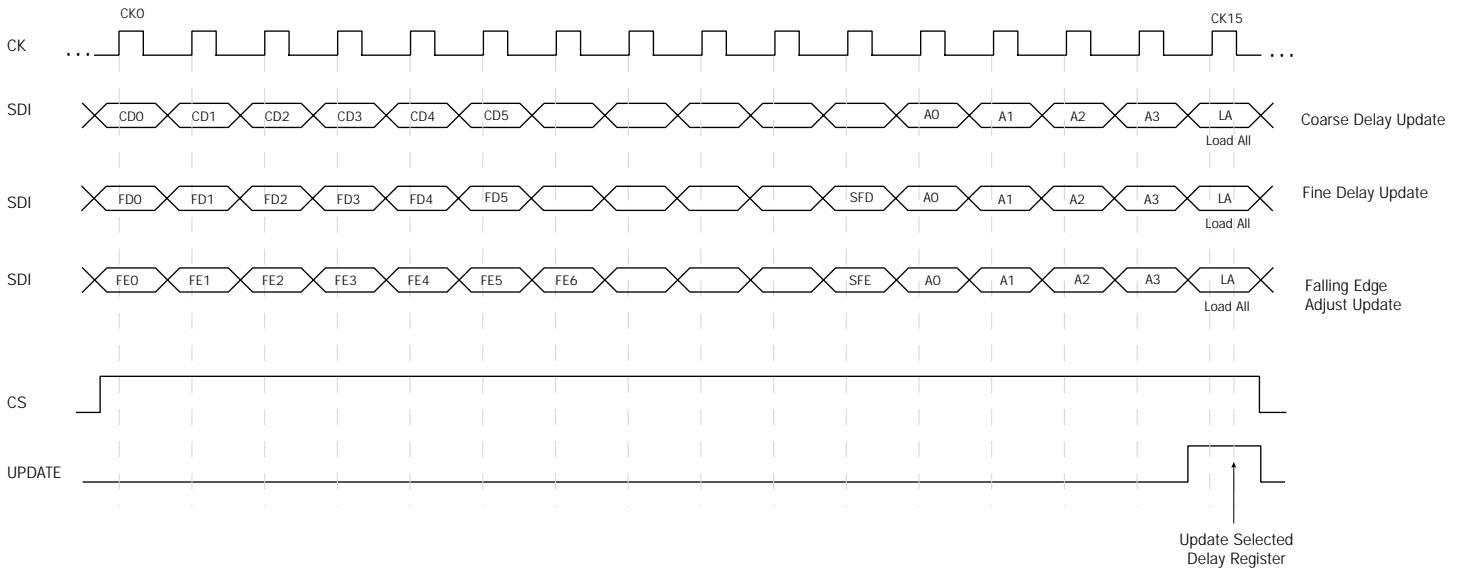 CK0
CK15
CK
... ...
SDI
CD0 CD1 CD2 CD3 CD4 CD5 A0 A1 A2 A3 LA
Coarse Delay Update
Load All
SDI
FD0 FD1 FD2 FD3 FD4 FD5 SFD A0 A1 A2 A3 LA
Fine Delay Update
Load All
SDI
FE0 FE1 FE2 FE3 FE4 FE5 FE6 SFE A0 A1 A2 A3 LA
Falling Edge
Adjust Update
Load All
CS
UPDATE
Update Selected
Delay Register